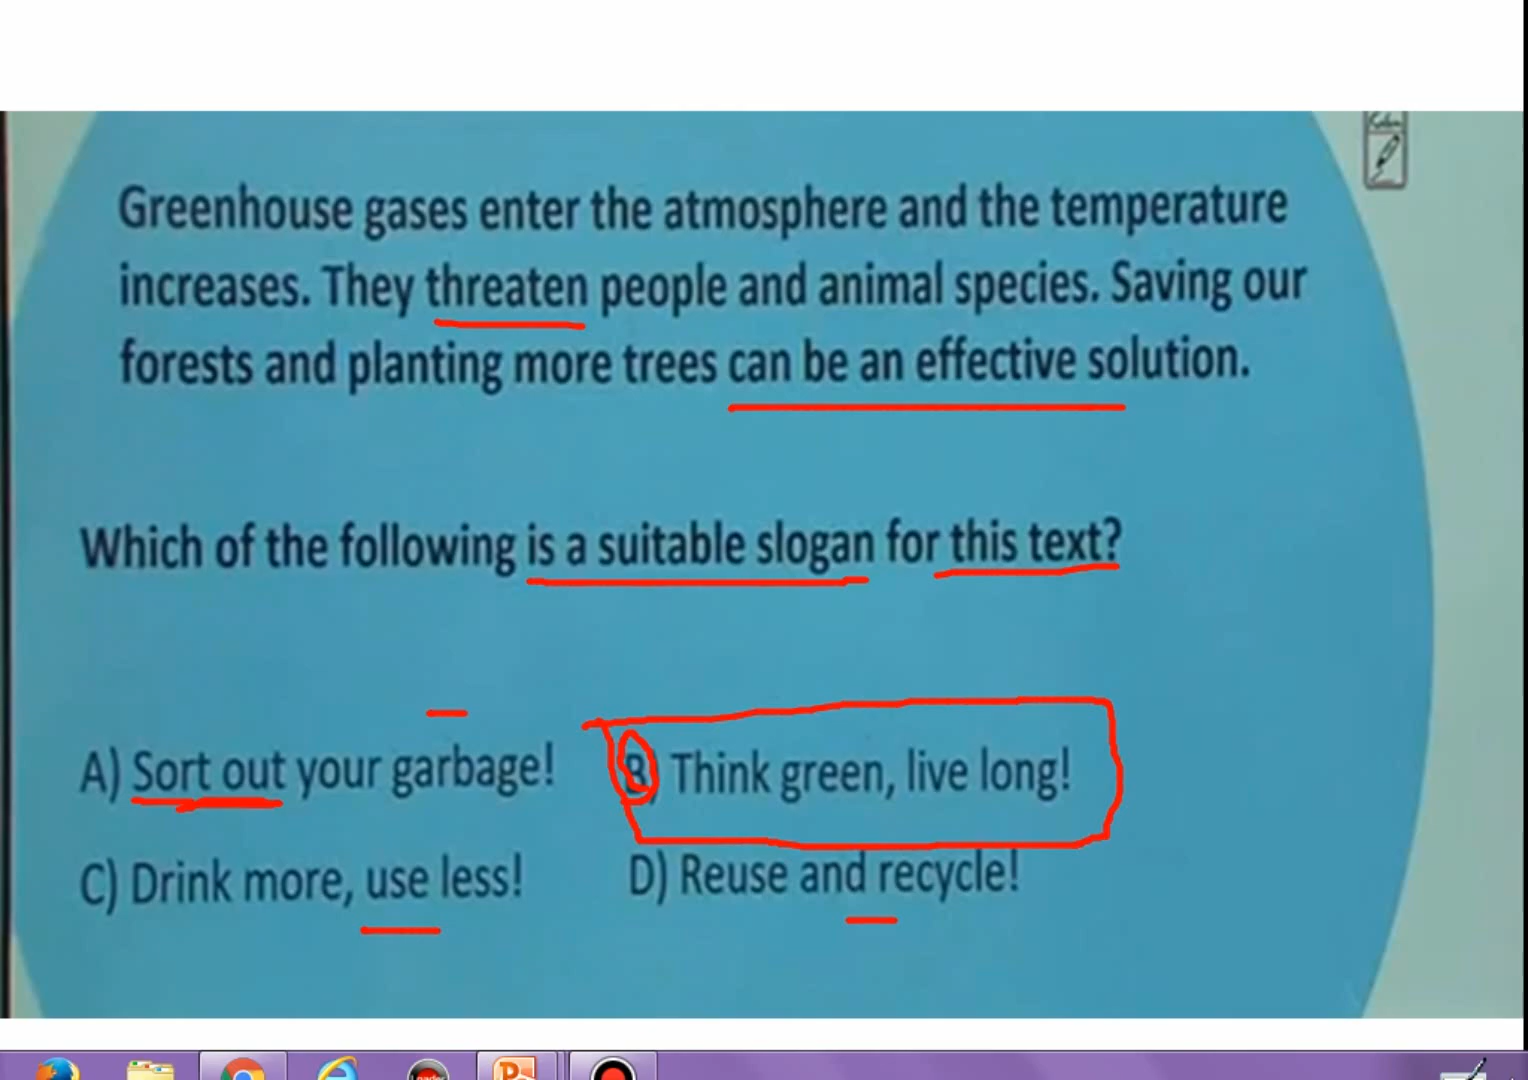 Greenhouse gases enter the atmosphere and the temperature
increases. They threaten people and animal species. Saving our
forests and planting more trees can be an effective solution.
Which of the following is a suitable slogan for this text?
A) Sort out your garbage!
B) Think green, live long!
C) Drink more, use less!
D) Reuse and recycle!